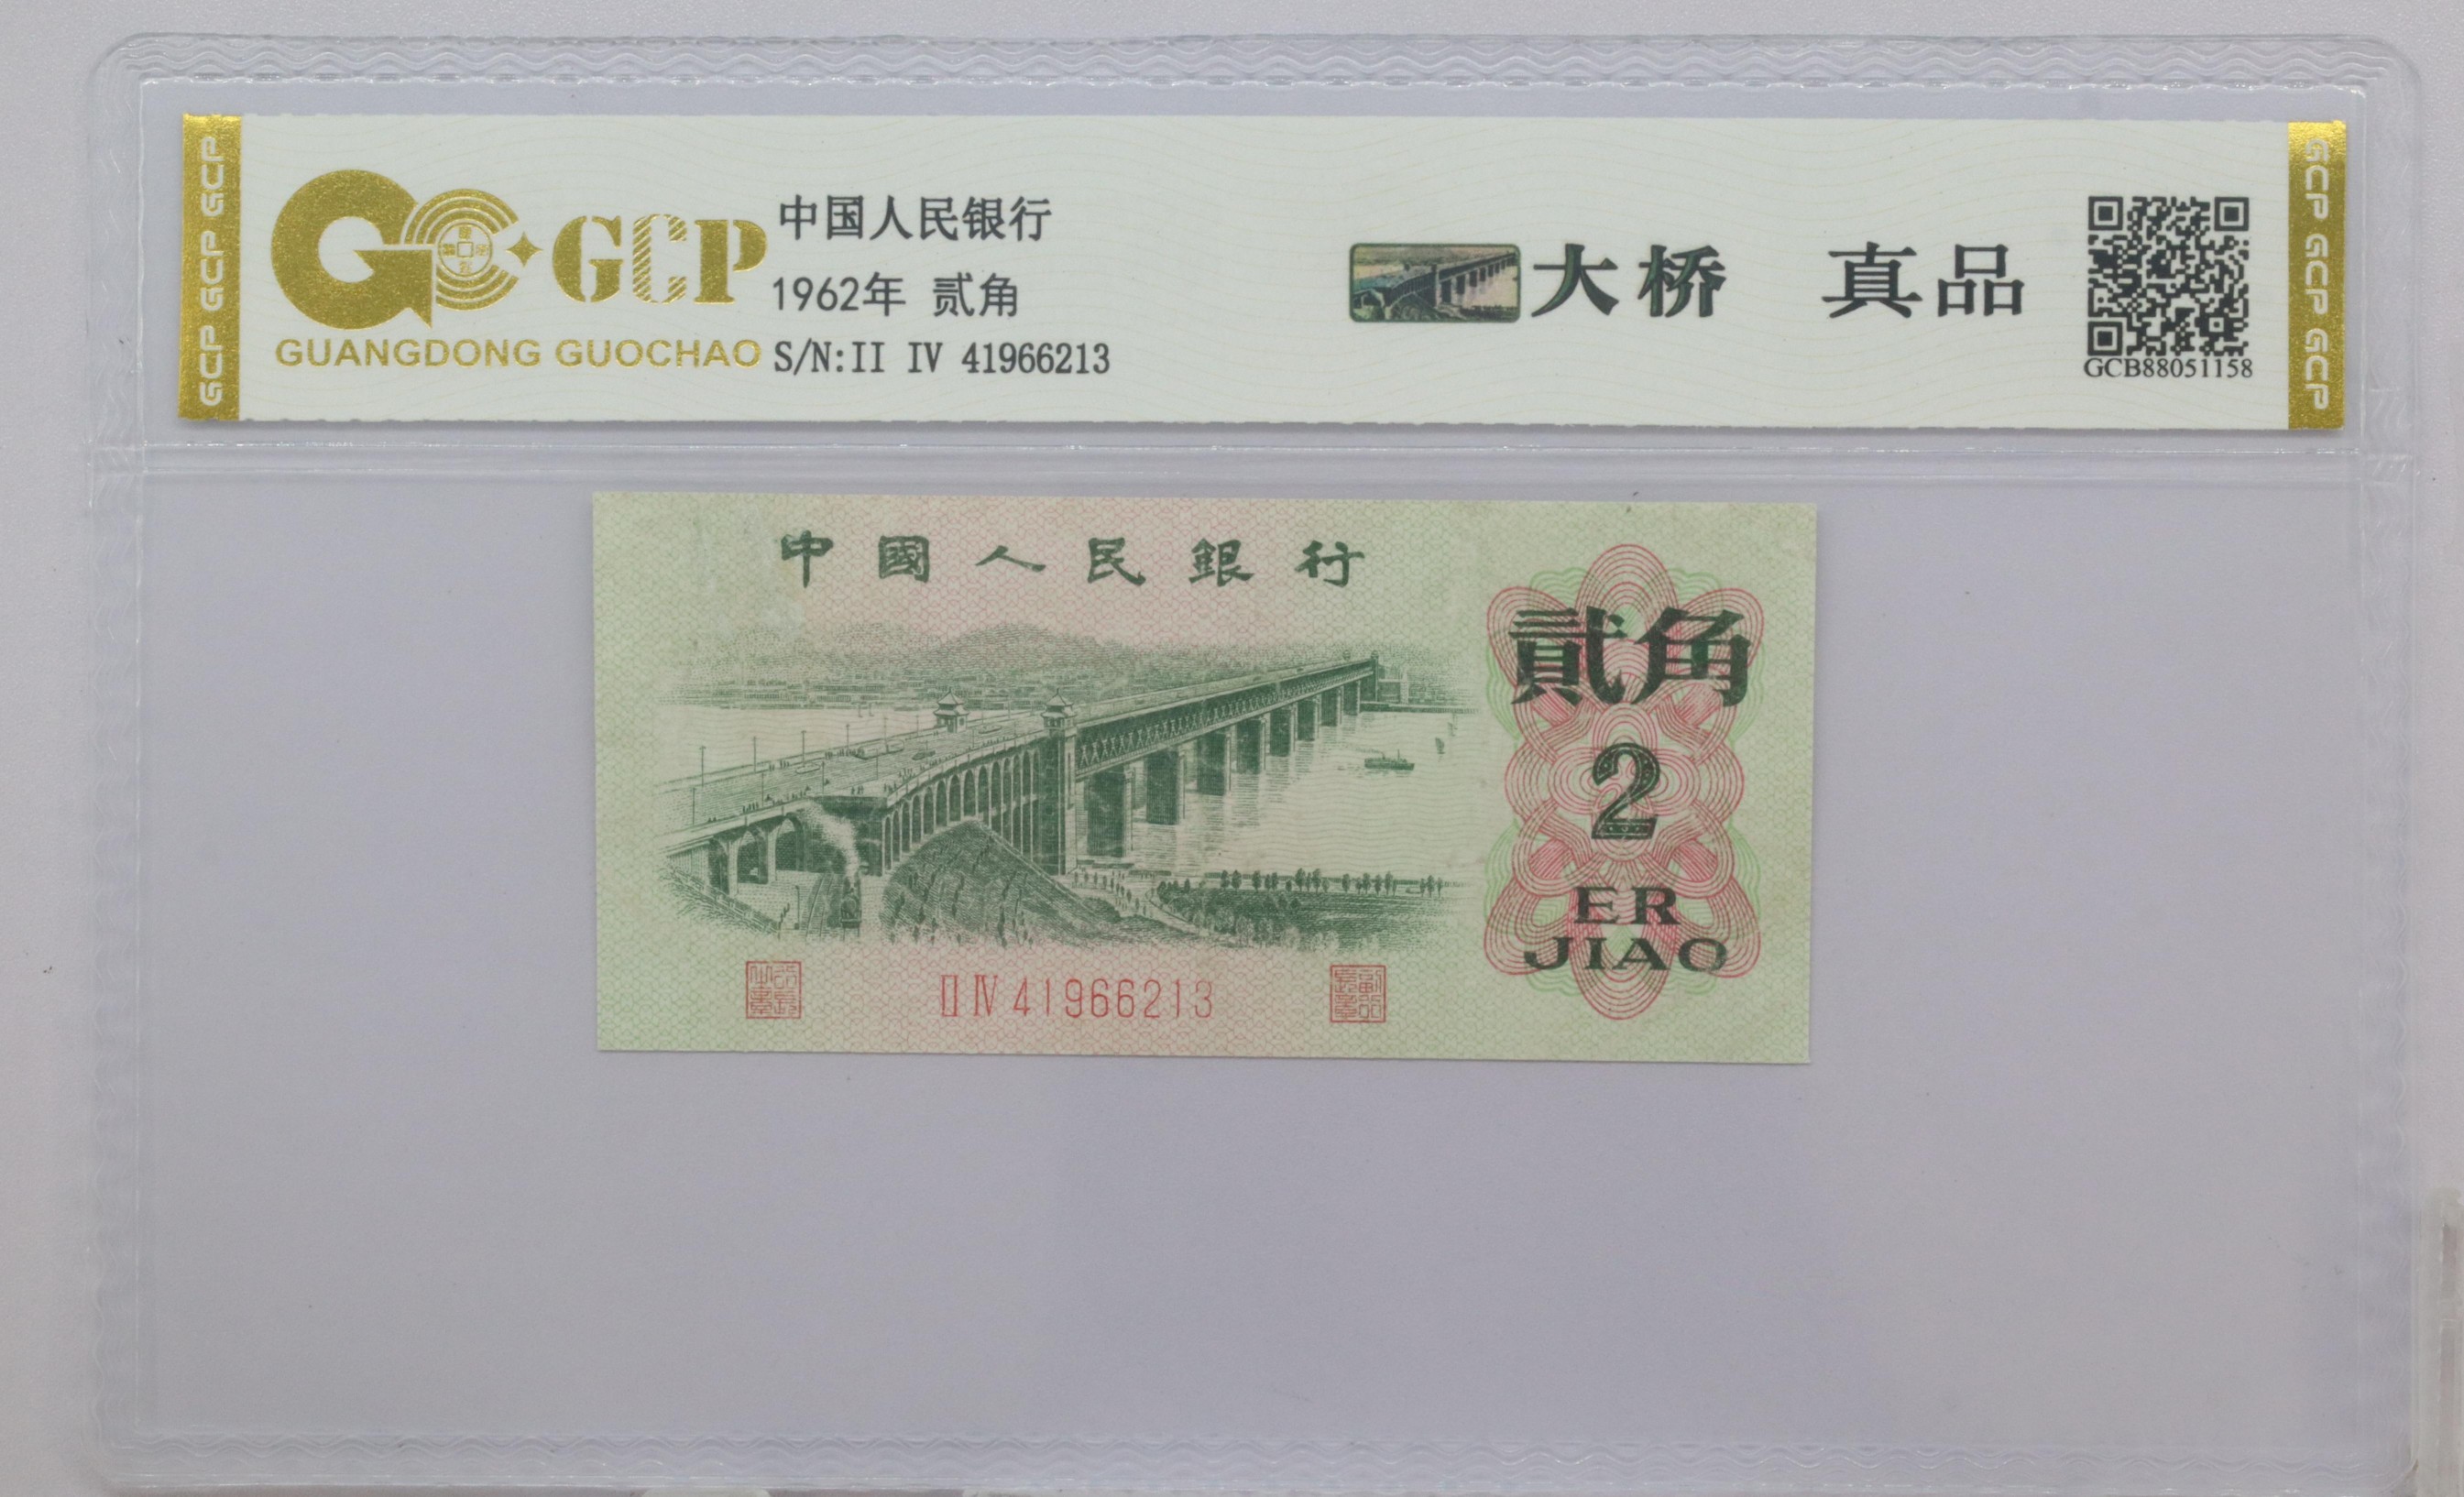 GCP GCP GCP
GCP
GUANGDONG GUOCHAO
中国人民银行
1962年 贰角
S/N:II IV 41966213
大桥 真品
GCB88051158
GCP GCP GCP
中國人民銀行
貳角
2
ER
JIAO
II IV 41966213